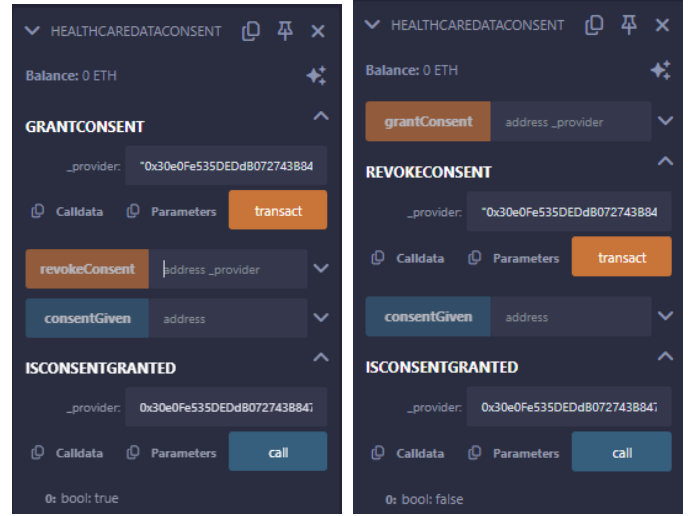 HEALTHCAREDATACONSENT
Balance: 0 ETH
GRANTCONSENT
_provider: "0x30e0Fe535DEDdB072743B84
Calldata Parameters transact
revokeConsent address _provider
consentGiven address
ISCONSENTGRANTED
_provider: 0x30e0Fe535DEDdB072743B847
Calldata Parameters call
0: bool: true
HEALTHCAREDATACONSENT
Balance: 0 ETH
grantConsent address _provider
REVOKECONSENT
_provider: "0x30e0Fe535DEDdB072743B84
Calldata Parameters transact
consentGiven address
ISCONSENTGRANTED
_provider: 0x30e0Fe535DEDdB072743B847
Calldata Parameters call
0: bool: false